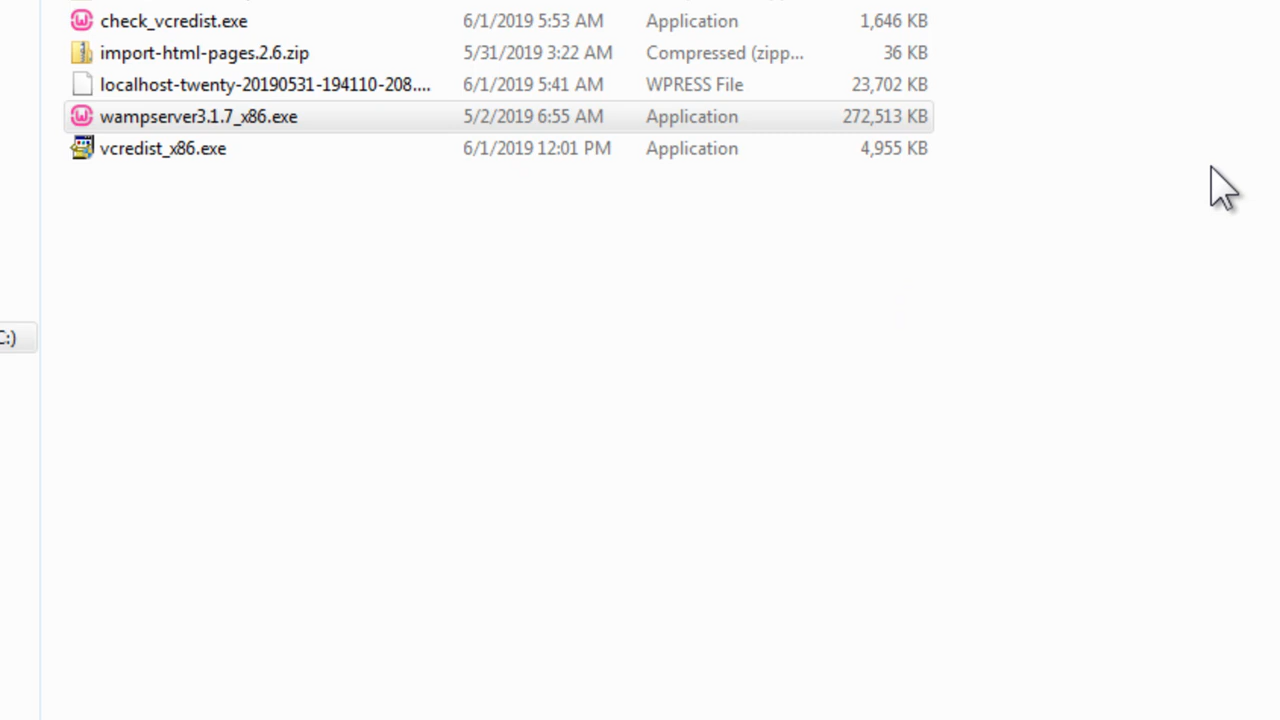 check_vcredist.exe 6/1/2019 5:53 AM Application 1,646 KB
import-html-pages.2.6.zip 5/31/2019 3:22 AM Compressed (zipp... 36 KB
localhost-twenty-20190531-194110-208.... 6/1/2019 5:41 AM WPRESS File 23,702 KB
wampserver3.1.7_x86.exe 5/2/2019 6:55 AM Application 272,513 KB
vcredist_x86.exe 6/1/2019 12:01 PM Application 4,955 KB
C:)